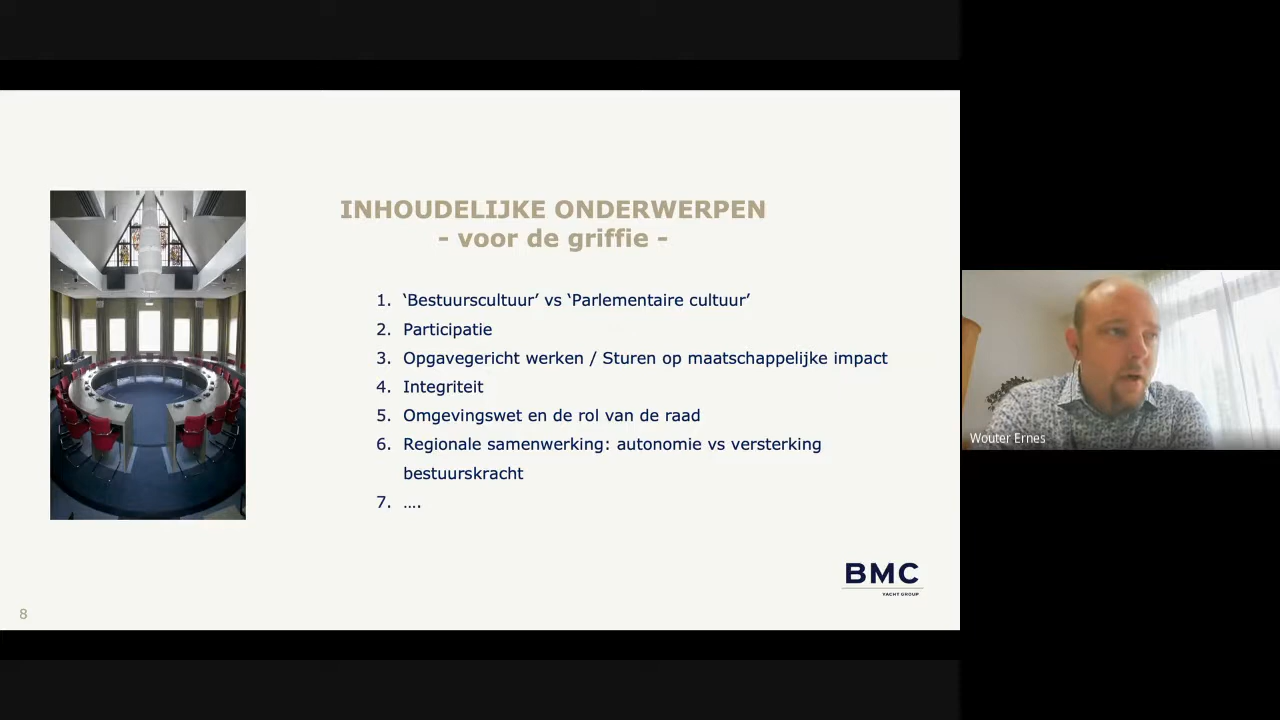 INHOUDELIJKE ONDERWERPEN
- voor de griffie -
1. ‘Bestuurscultuur’ vs ‘Parlementaire cultuur’
2. Participatie
3. Opgavegericht werken / Sturen op maatschappelijke impact
4. Integriteit
5. Omgevingswet en de rol van de raad
6. Regionale samenwerking: autonomie vs versterking
bestuurskracht
7. ….
BMC
YACHT GROUP
8
Wouter Ernes